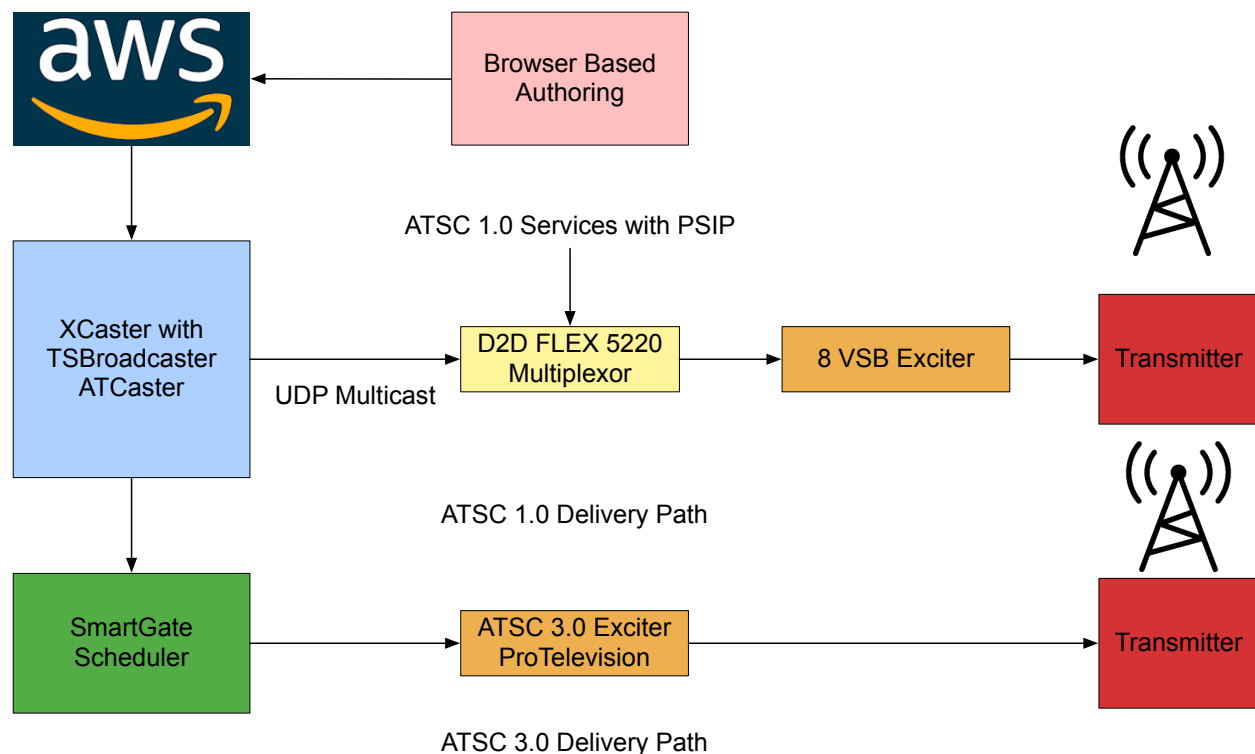 aws
Browser Based
Authoring
ATSC 1.0 Services with PSIP
XCaster with
TSBroadcaster
ATCaster
UDP Multicast
D2D FLEX 5220
Multiplexor
8 VSB Exciter
Transmitter
ATSC 1.0 Delivery Path
SmartGate
Scheduler
ATSC 3.0 Exciter
ProTelevision
Transmitter
ATSC 3.0 Delivery Path